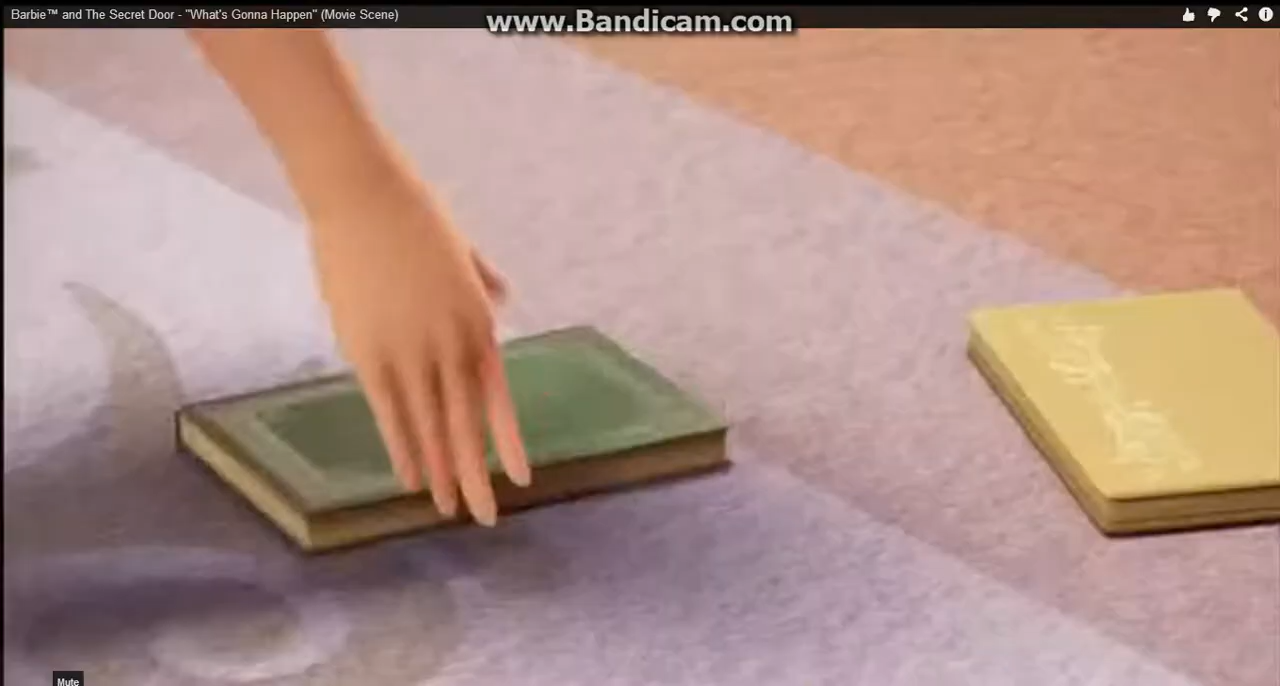 Barbie™ and The Secret Door - "What's Gonna Happen" (Movie Scene)
www.Bandicam.com
Mute